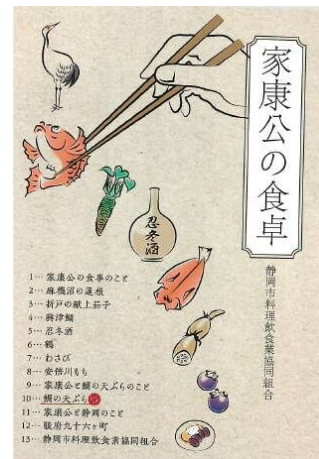 家康公の食卓
静岡市料理飲食業協同組合
忍冬酒
1… 家康公の食事のこと
2… 麻機沼の蓮根
3… 折戸の献上茄子
4… 興津鯛
5… 忍冬酒
6… 鶴
7… わさび
8… 安倍川もち
9… 家康公と鯛の天ぷらのこと
10… 鯛の天ぷら
11… 家康公と静岡のこと
12… 駿府九十六ヶ町
13… 静岡市料理飲食業協同組合